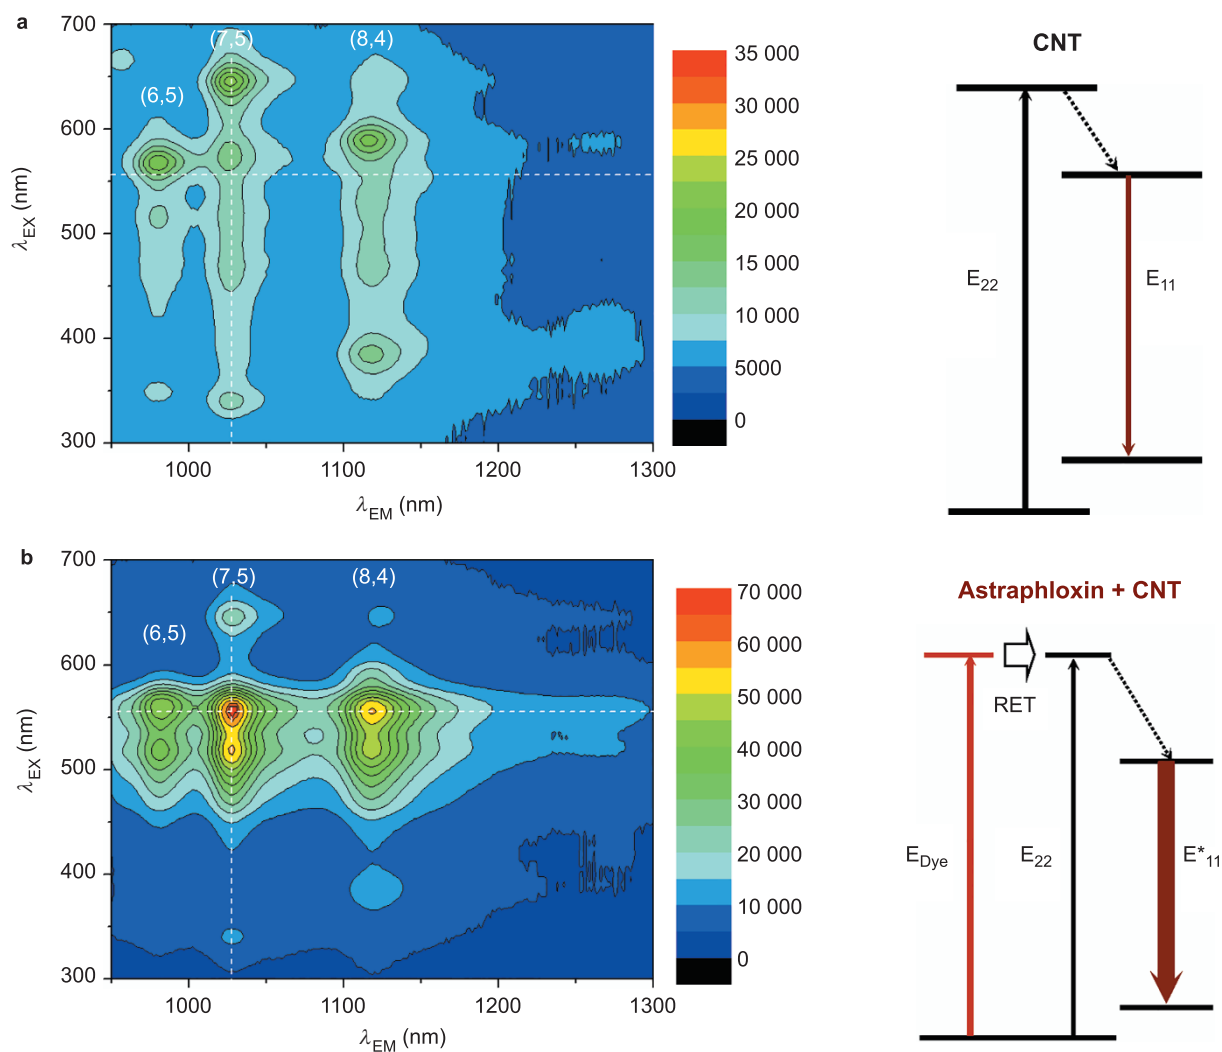 a
700
600
500
400
300
λEX (nm)
(7,5)
(8,4)
(6,5)
1000
1100
1200
1300
λEM (nm)
35 000
30 000
25 000
20 000
15 000
10 000
5000
0
CNT
E22
E11
b
700
600
500
400
300
λEX (nm)
(7,5)
(8,4)
(6,5)
1000
1100
1200
1300
λEM (nm)
70 000
60 000
50 000
40 000
30 000
20 000
10 000
0
Astraphloxin + CNT
RET
EDye
E22
E*11